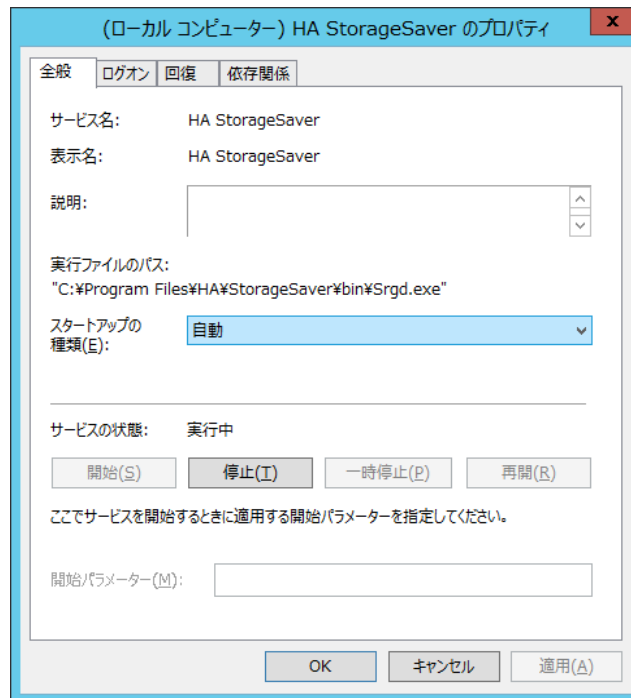 (ローカル コンピューター) HA StorageSaver のプロパティ
x
全般 ログオン 回復 依存関係
サービス名: HA StorageSaver
表示名: HA StorageSaver
説明:
実行ファイルのパス:
"C:¥Program Files¥HA¥StorageSaver¥bin¥Srgd.exe"
スタートアップの
種類(E): 自動
サービスの状態: 実行中
開始(S) 停止(T) 一時停止(P) 再開(R)
ここでサービスを開始するときに適用する開始パラメーターを指定してください。
開始パラメーター(M):
OK キャンセル 適用(A)